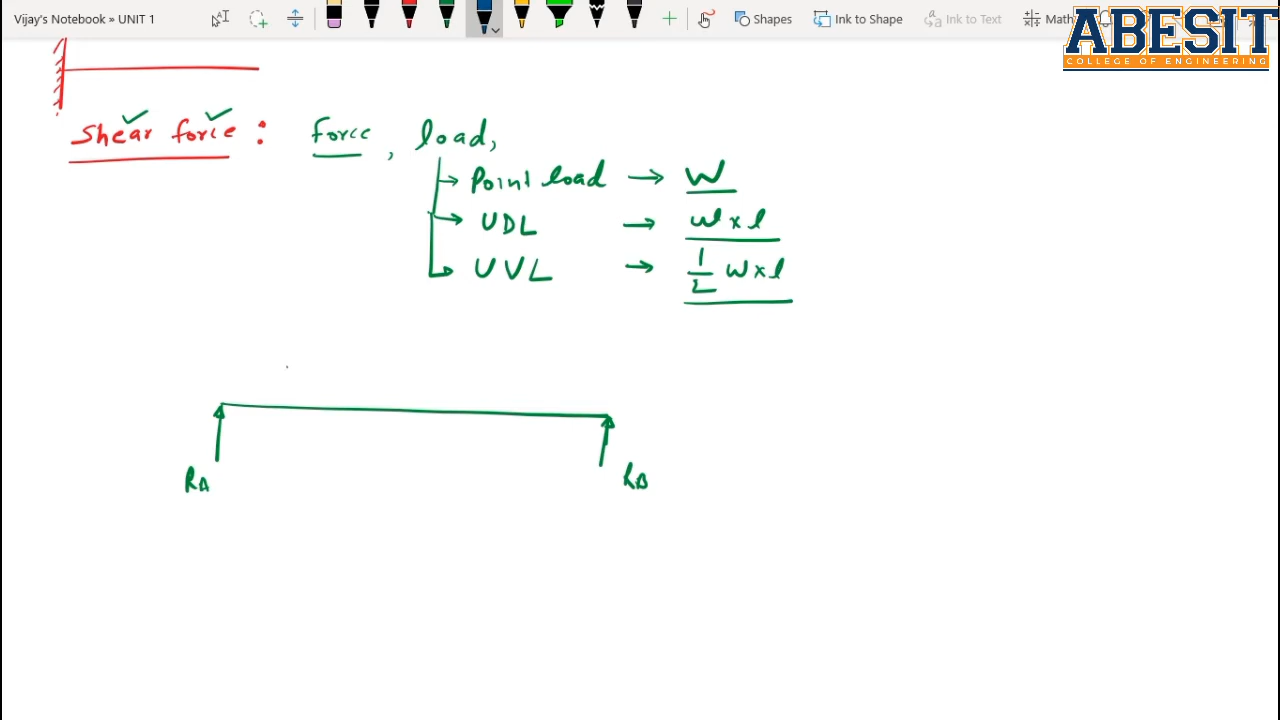 Vijay's Notebook » UNIT 1
Shapes
Ink to Shape
Ink to Text
Math
ABESIT
COLLEGE OF ENGINEERING
Shear force : Force , load,
Point load → W
UDL → w x l
UVL → 1/2 w x l
RA
RB